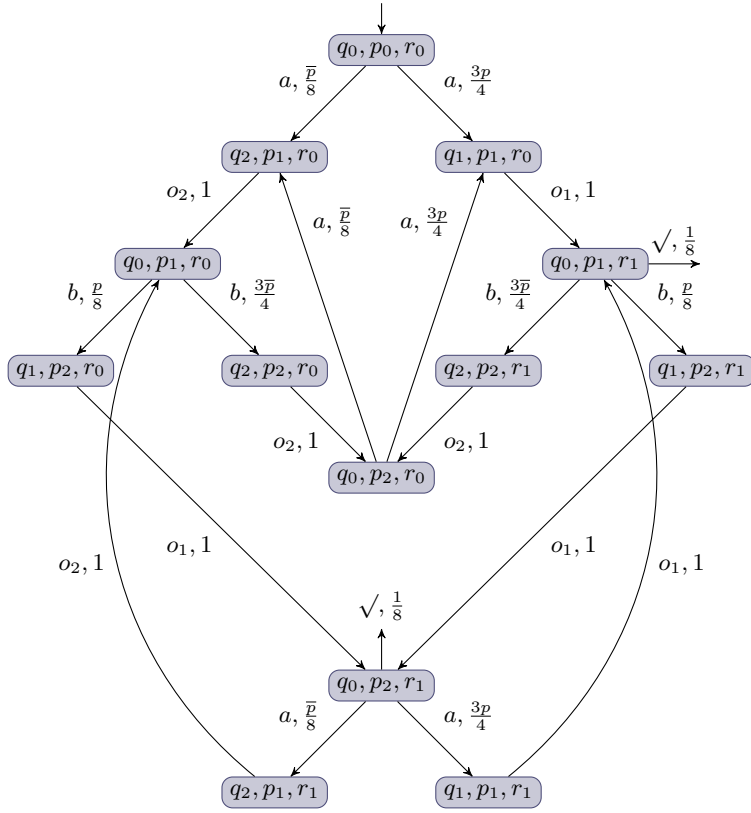 q₀, p₀, r₀
a, p̅/8
a, 3p/4
q₂, p₁, r₀
q₁, p₁, r₀
o₂, 1
a, p̅/8
a, 3p/4
o₁, 1
q₀, p₁, r₀
q₀, p₁, r₁
√, 1/8
b, p/8
b, 3p̅/4
b, 3p̅/4
b, p/8
q₁, p₂, r₀
q₂, p₂, r₀
q₂, p₂, r₁
q₁, p₂, r₁
o₂, 1
o₂, 1
q₀, p₂, r₀
o₂, 1
o₁, 1
o₁, 1
o₁, 1
√, 1/8
q₀, p₂, r₁
a, p̅/8
a, 3p/4
q₂, p₁, r₁
q₁, p₁, r₁